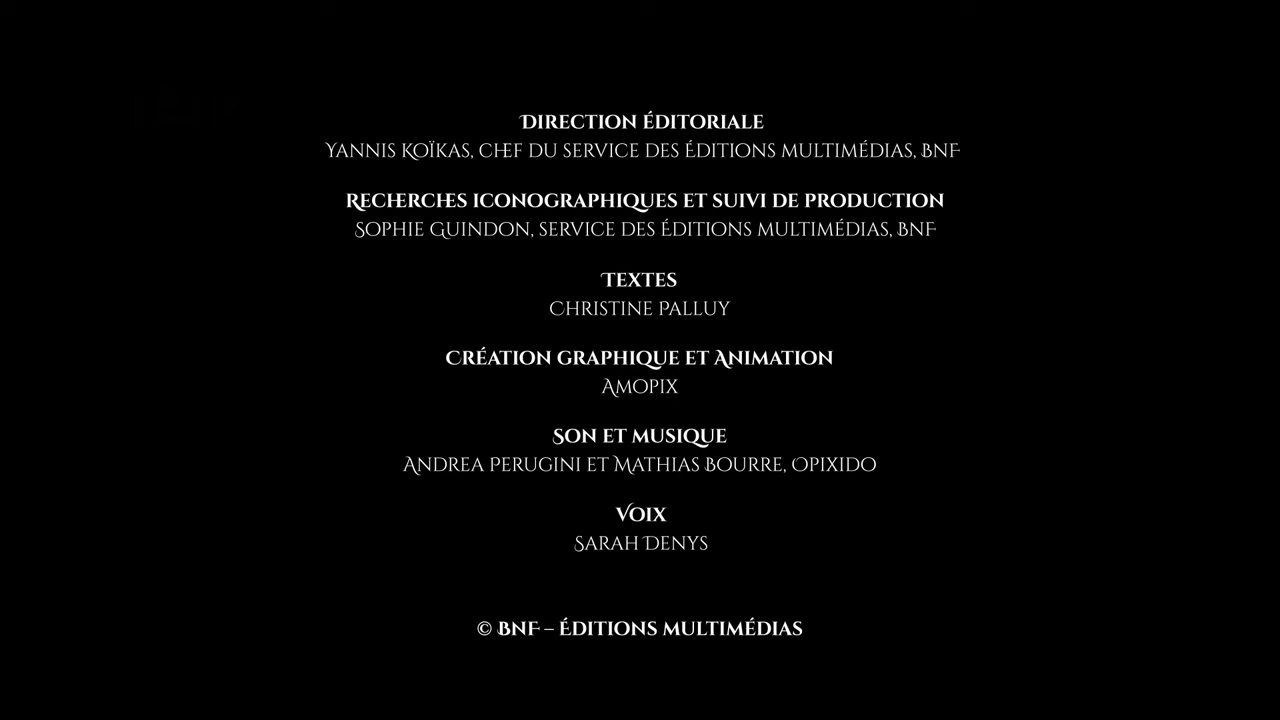 Direction éditoriale
Yannis Koïkas, chef du service des éditions multimédias, BnF
Recherches iconographiques et suivi de production
Sophie Guindon, service des éditions multimédias, BnF
Textes
Christine Palluy
Création graphique et Animation
Amopix
Son et musique
Andrea Perugini et Mathias Bourre, Opixido
Voix
Sarah Denys
© BnF – Éditions multimédias